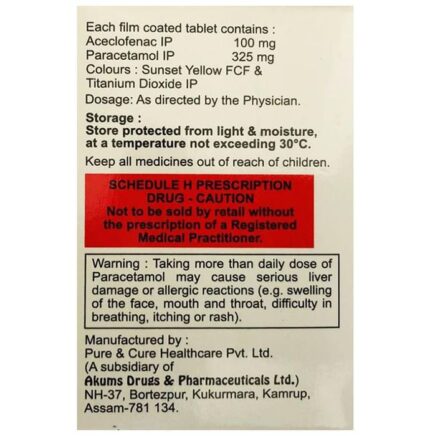 Each film coated tablet contains :
Aceclofenac IP 100 mg
Paracetamol IP 325 mg
Colours : Sunset Yellow FCF &
Titanium Dioxide IP
Dosage: As directed by the Physician.
Storage :
Store protected from light & moisture,
at a temperature not exceeding 30°C.
Keep all medicines out of reach of children.
SCHEDULE H PRESCRIPTION
DRUG - CAUTION
Not to be sold by retail without
the prescription of a Registered
Medical Practitioner.
Warning : Taking more than daily dose of
Paracetamol may cause serious liver
damage or allergic reactions (e.g. swelling
of the face, mouth and throat, difficulty in
breathing, itching or rash).
Manufactured by :
Pure & Cure Healthcare Pvt. Ltd.
(A subsidiary of
Akums Drugs & Pharmaceuticals Ltd.)
NH-37, Bortezpur, Kukurmara, Kamrup,
Assam-781 134.